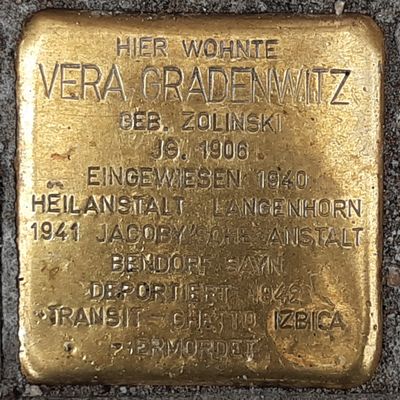 HIER WOHNTE
VERA GRADENWITZ
GEB. ZOLINSKI
JG. 1906
EINGEWIESEN 1940
HEILANSTALT LANGENHORN
1941 JACOBY'SCHE ANSTALT
BENDORF-SAYN
DEPORTIERT 1942
TRANSIT-GHETTO IZBICA
ERMORDET